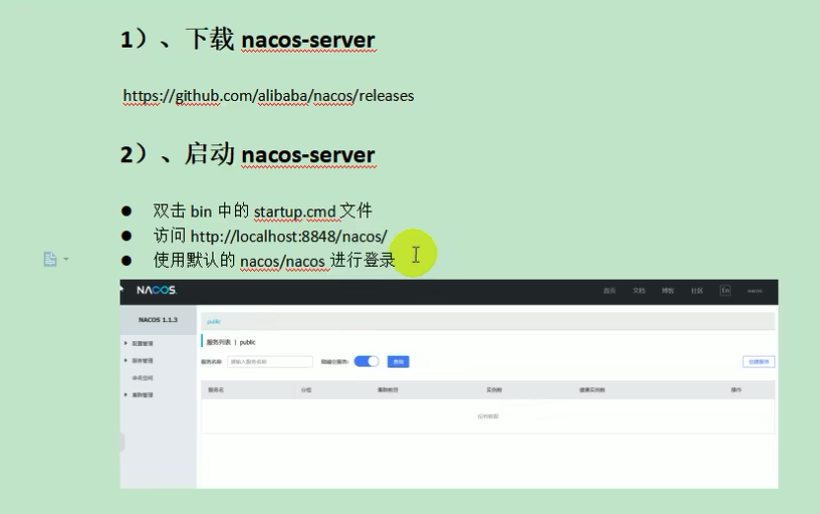 1）、下载 nacos-server
https://github.com/alibaba/nacos/releases
2）、启动 nacos-server
● 双击 bin 中的 startup.cmd 文件
● 访问 http://localhost:8848/nacos/
● 使用默认的 nacos/nacos 进行登录
NACOS.
首页 文档 博客 社区 En nacos
NACOS 1.1.3
public
配置管理
服务列表 | public
服务名称 请输入服务名称 隐藏空服务: 查询 创建服务
服务管理
命名空间
服务名 分组 集群数目 实例数 健康实例数 操作
集群管理
没有数据